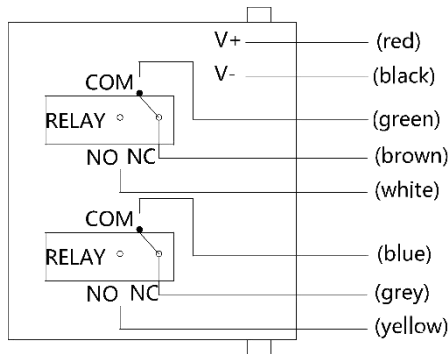 V+ (red)
V- (black)
COM
(green)
RELAY
NO NC (brown)
(white)
COM
(blue)
RELAY
NO NC (grey)
(yellow)